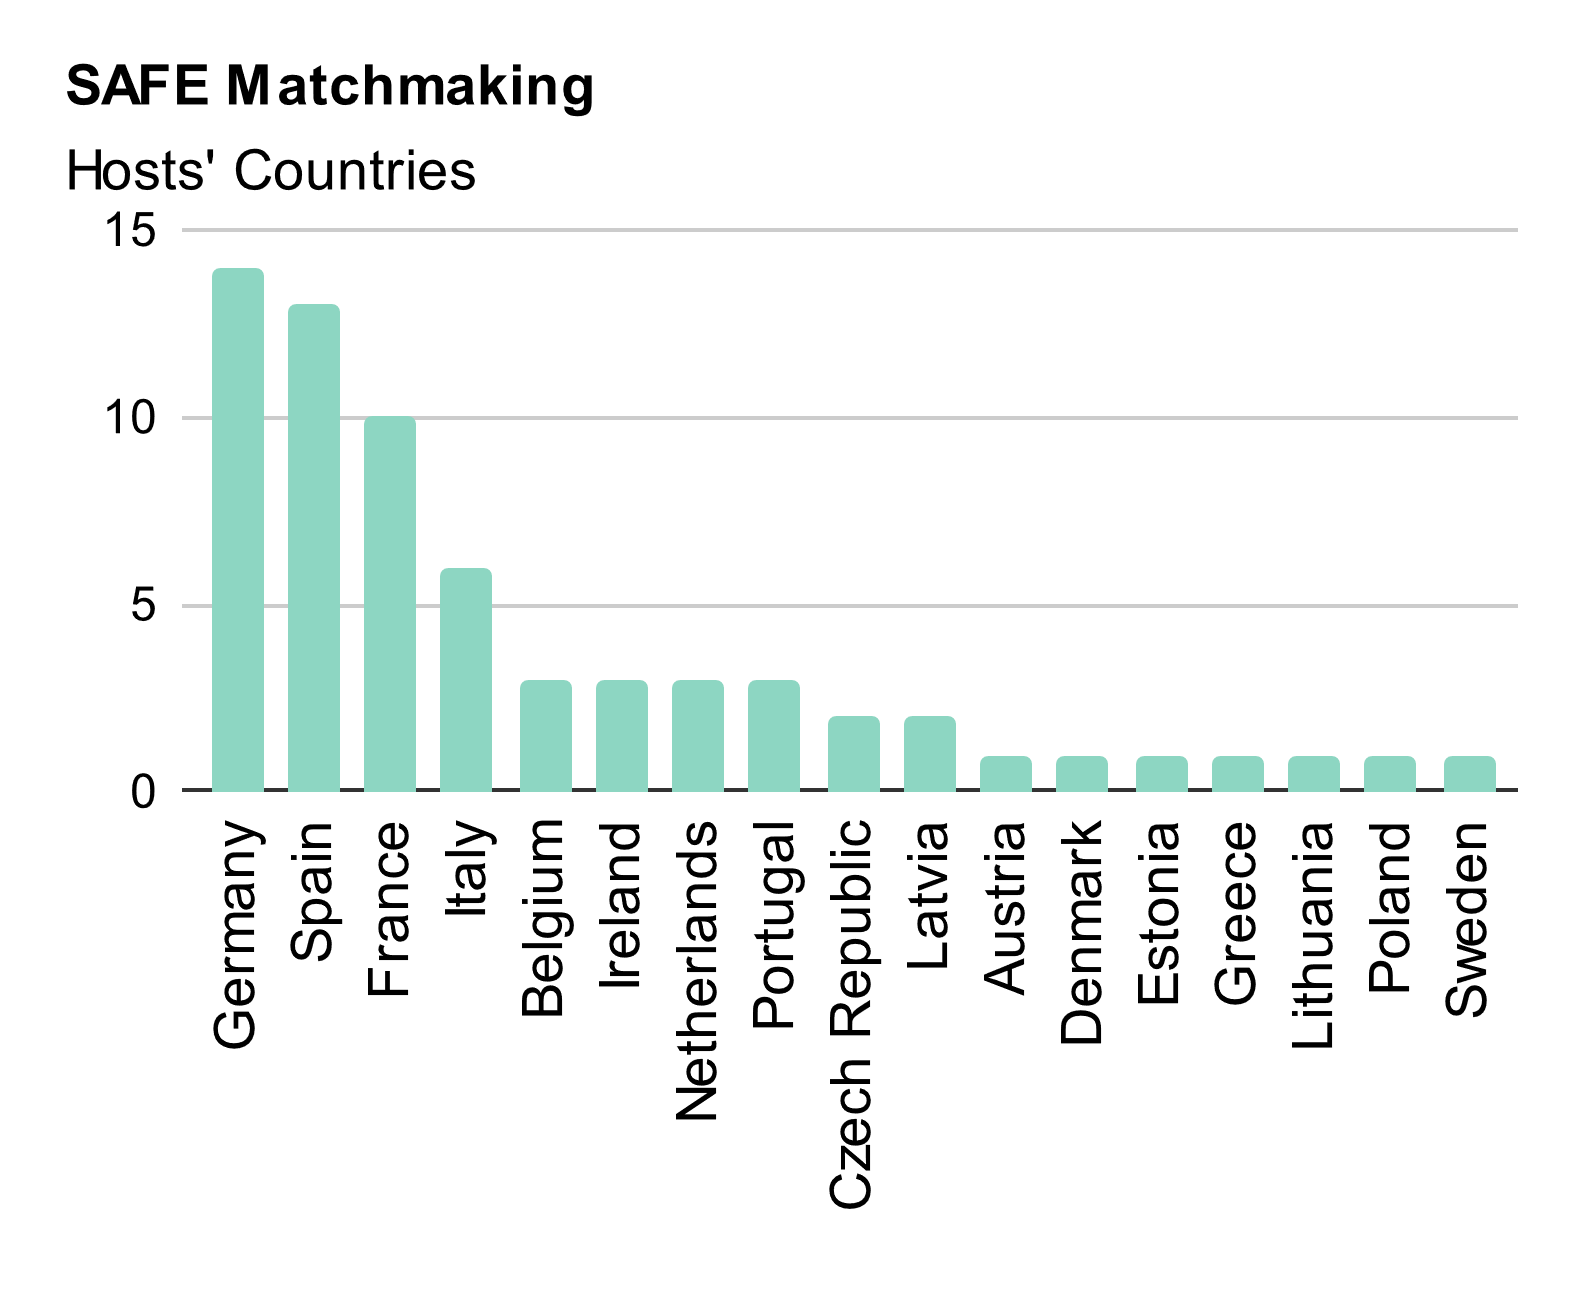 SAFE Matchmaking
Hosts' Countries
15
10
5
0
Germany
Spain
France
Italy
Belgium
Ireland
Netherlands
Portugal
Czech Republic
Latvia
Austria
Denmark
Estonia
Greece
Lithuania
Poland
Sweden